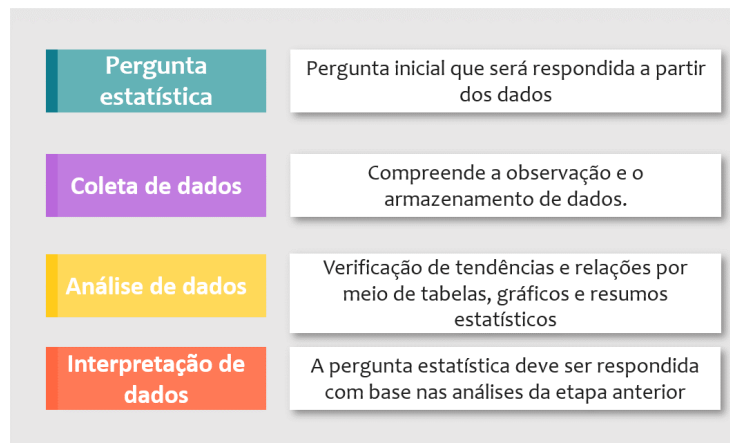 Pergunta
estatística
Pergunta inicial que será respondida a partir
dos dados
Coleta de dados
Compreende a observação e o
armazenamento de dados.
Análise de dados
Verificação de tendências e relações por
meio de tabelas, gráficos e resumos
estatísticos
Interpretação de
dados
A pergunta estatística deve ser respondida
com base nas análises da etapa anterior